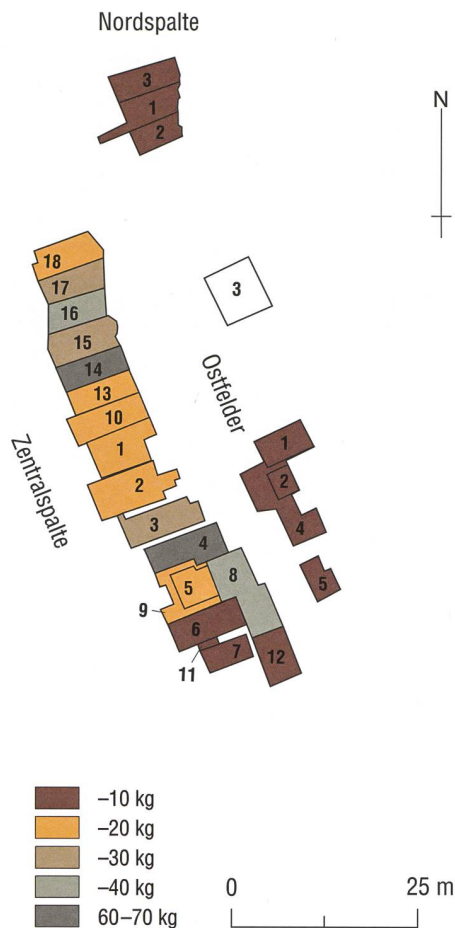 Nordspalte
3
1
2
N
18
17
16
15
14
13
10
1
2
3
4
5
8
9
6
7
11
12
Zentralspalte
3
Ostfelder
1
2
4
5
–10 kg
–20 kg
–30 kg
–40 kg
60–70 kg
0 25 m